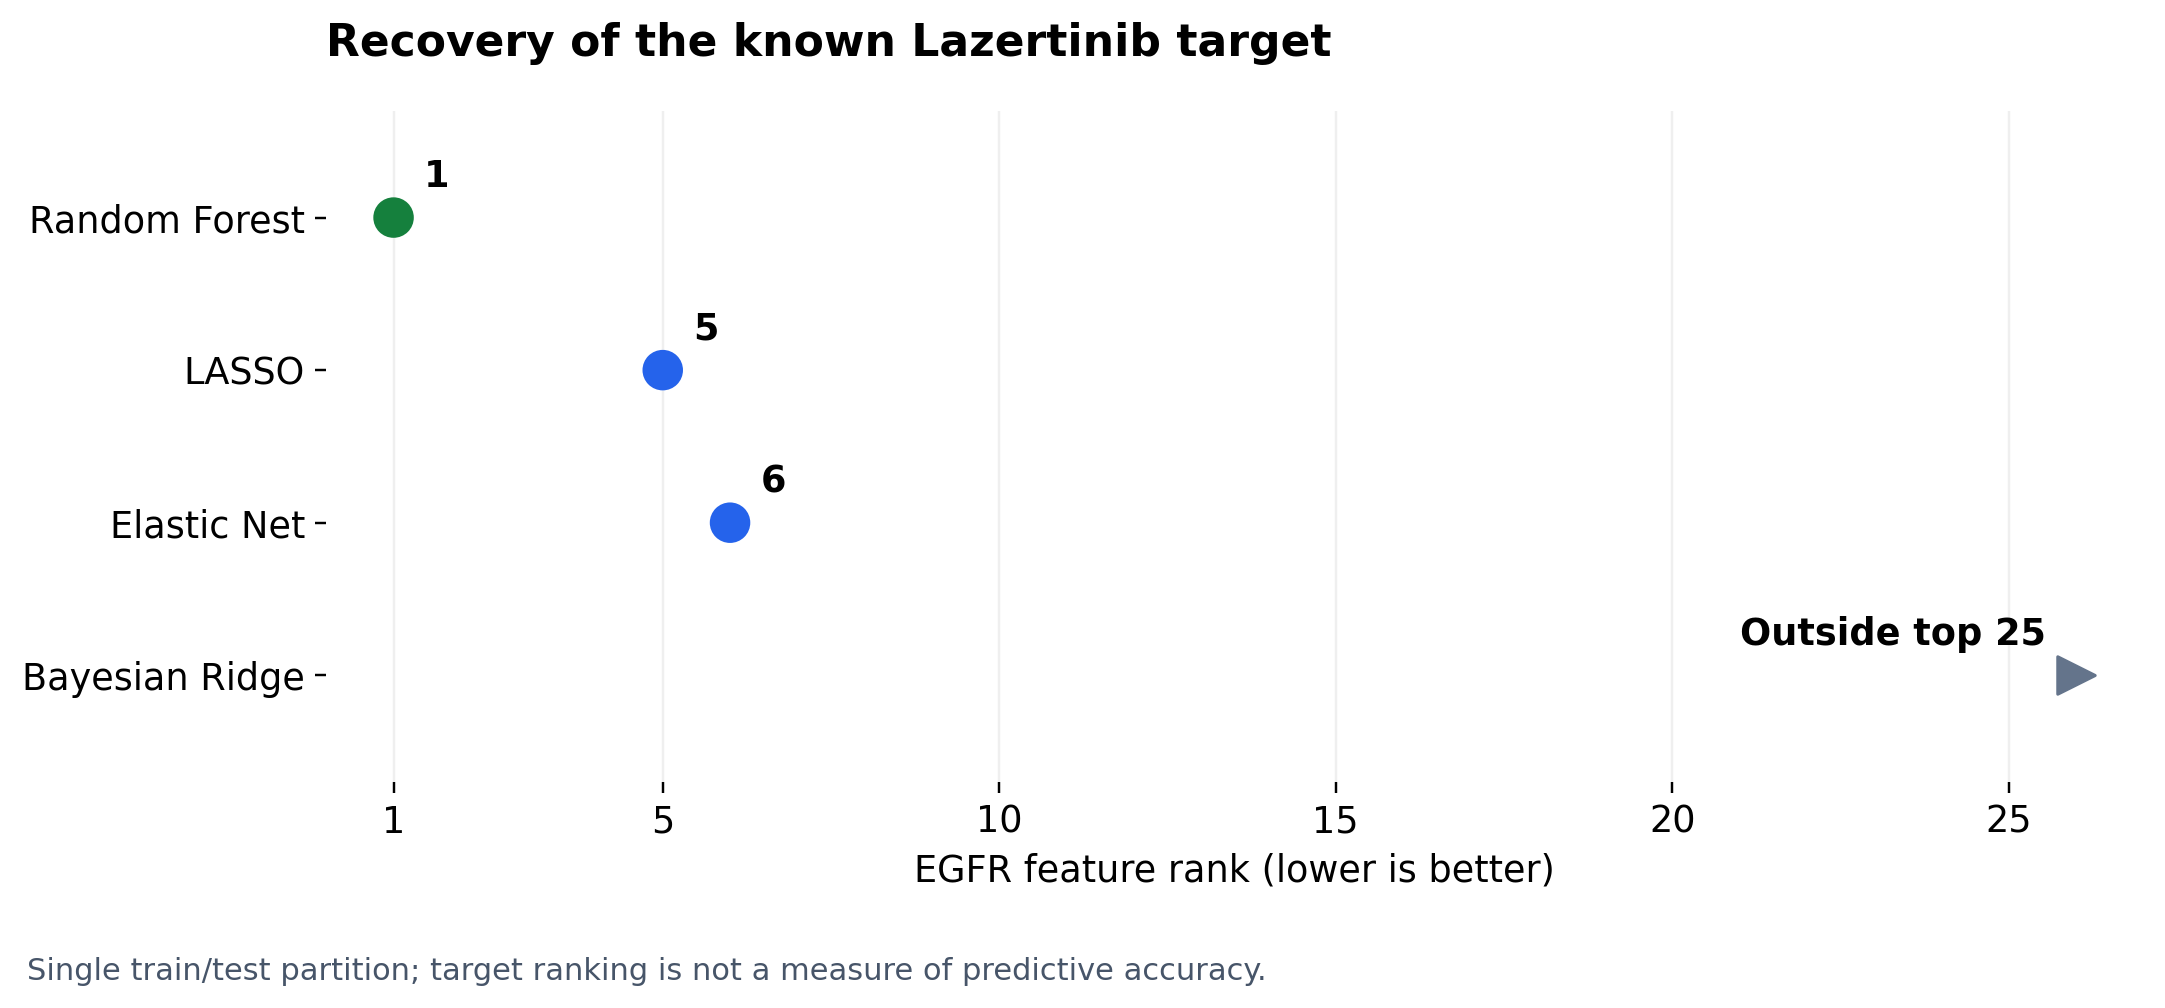 Recovery of the known Lazertinib target
1
Random Forest
5
LASSO
6
Elastic Net
Outside top 25
Bayesian Ridge
1 5 10 15 20 25
EGFR feature rank (lower is better)
Single train/test partition; target ranking is not a measure of predictive accuracy.